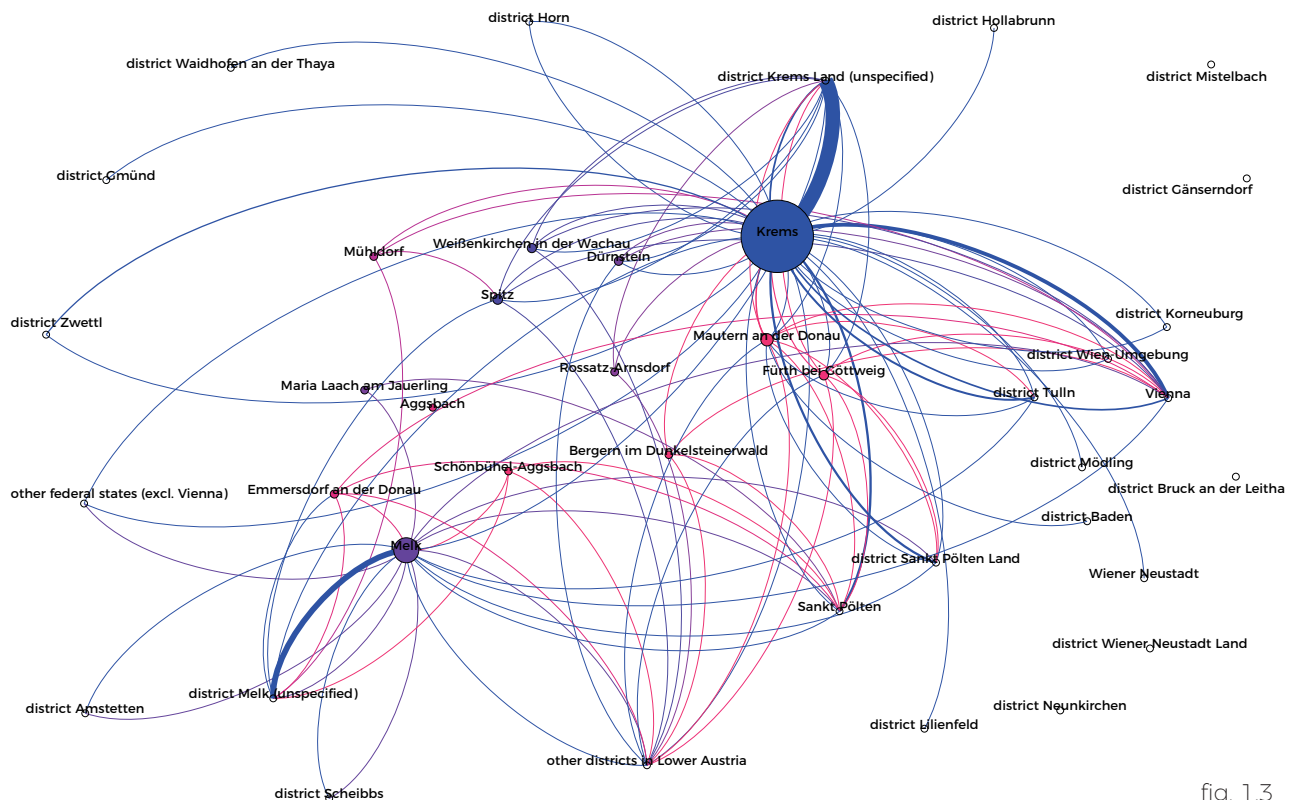 district Horn
district Hollabrunn
district Waidhofen an der Thaya
district Krems Land (unspecified)
district Mistelbach
district Gmünd
district Gänserndorf
Krems
Weißenkirchen in der Wachau
Mühldorf
Dürnstein
Spitz
district Korneuburg
district Zwettl
Mautern an der Donau
district Wien Umgebung
Rossatz-Arnsdorf
Fürth bei Göttweig
Maria Laach am Jauerling
district Tulln
Vienna
Aggsbach
Bergern im Dunkelsteinerwald
district Mödling
Schönbühel-Aggsbach
district Bruck an der Leitha
Emmersdorf an der Donau
other federal states (excl. Vienna)
district Baden
Melk
district Sankt Pölten Land
Wiener Neustadt
Sankt Pölten
district Wiener Neustadt Land
district Melk (unspecified)
district Amstetten
district Neunkirchen
district Lilienfeld
other districts in Lower Austria
district Scheibbs
fig. 1.3